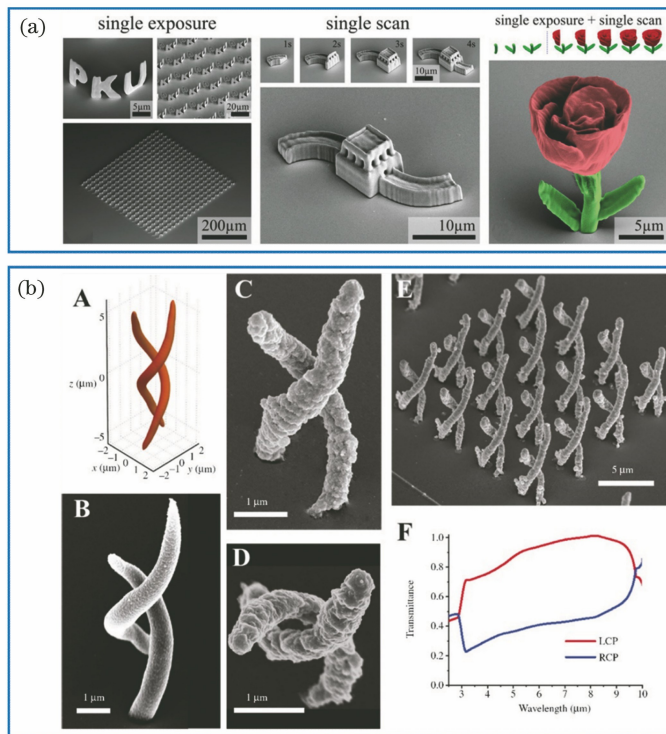 (a)
single exposure
single scan
single exposure + single scan
PKU
5μm
20μm
200μm
1s
2s
3s
4s
10μm
10μm
5μm
(b)
A
5
0
-5
z (μm)
-2
-1
0
1
2
x (μm)
-2
-1
0
1
2
y (μm)
B
1 μm
C
1 μm
D
1 μm
E
5 μm
F
1.0
0.8
0.6
0.4
0.2
0.0
Transmittance
LCP
RCP
3
4
5
6
7
8
9
10
Wavelength (μm)